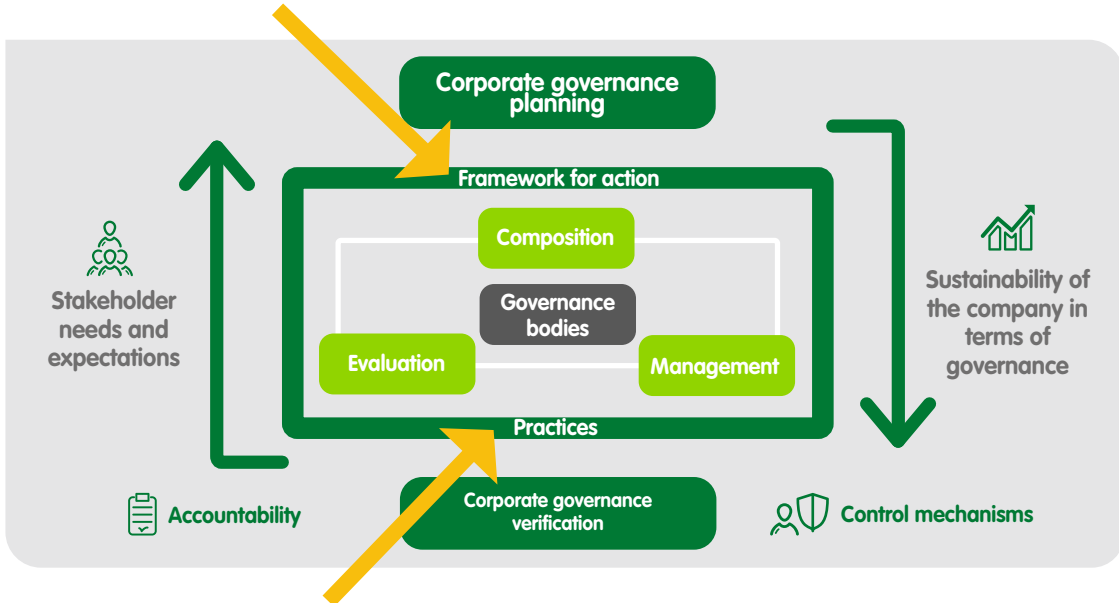 Corporate governance
planning
Framework for action
Composition
Governance
bodies
Evaluation
Management
Practices
Stakeholder
needs and
expectations
Sustainability of
the company in
terms of
governance
Accountability
Corporate governance
verification
Control mechanisms